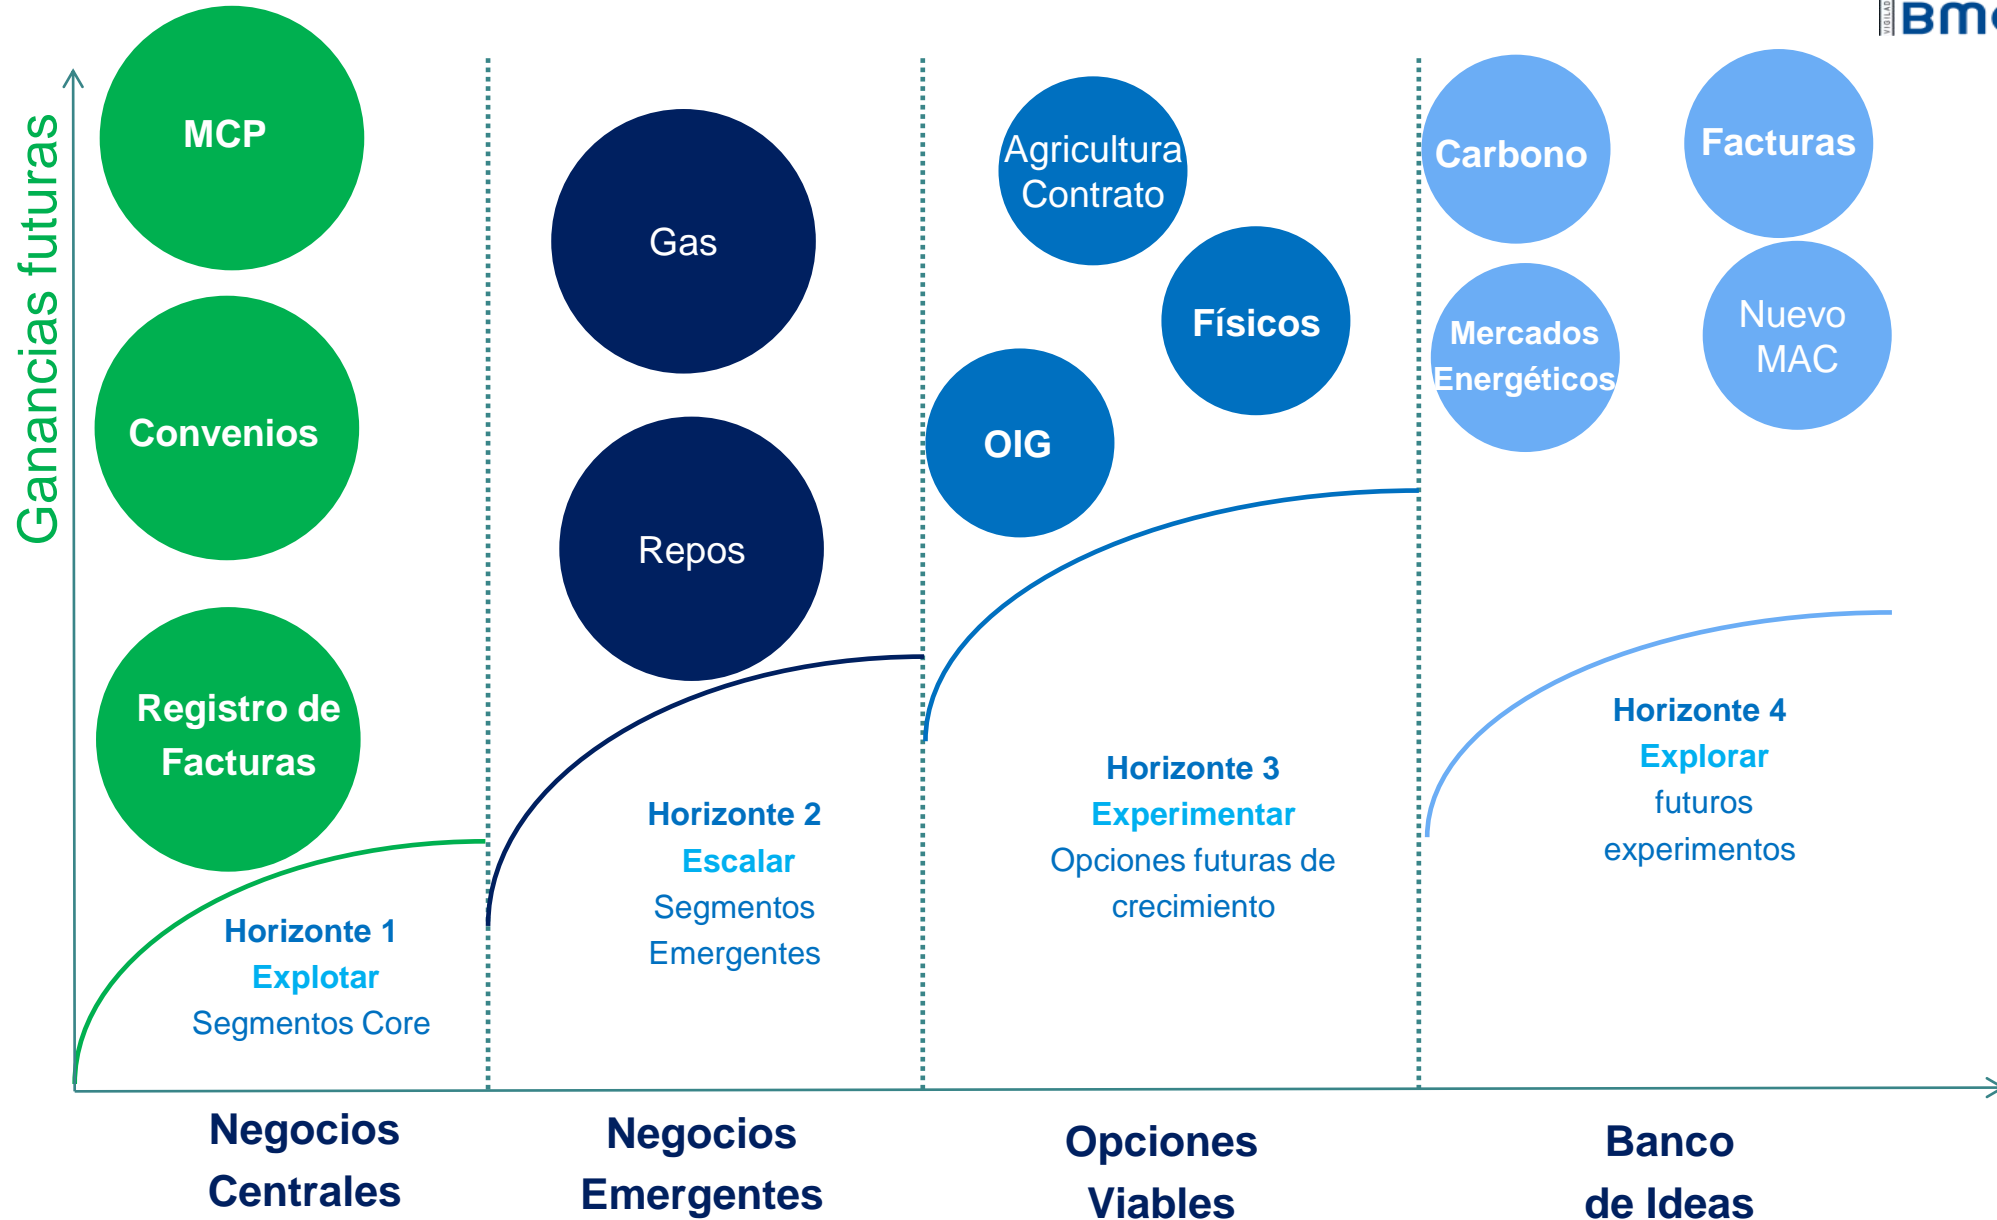 VIGILAD
Ganancias futuras
MCP
Convenios
Registro de
Facturas
Horizonte 1
Explotar
Segmentos Core
Negocios
Centrales
Gas
Repos
Horizonte 2
Escalar
Segmentos
Emergentes
Negocios
Emergentes
Agricultura
Contrato
Físicos
OIG
Horizonte 3
Experimentar
Opciones futuras de
crecimiento
Opciones
Viables
Carbono
Facturas
Mercados
Energéticos
Nuevo
MAC
Horizonte 4
Explorar
futuros
experimentos
Banco
de Ideas